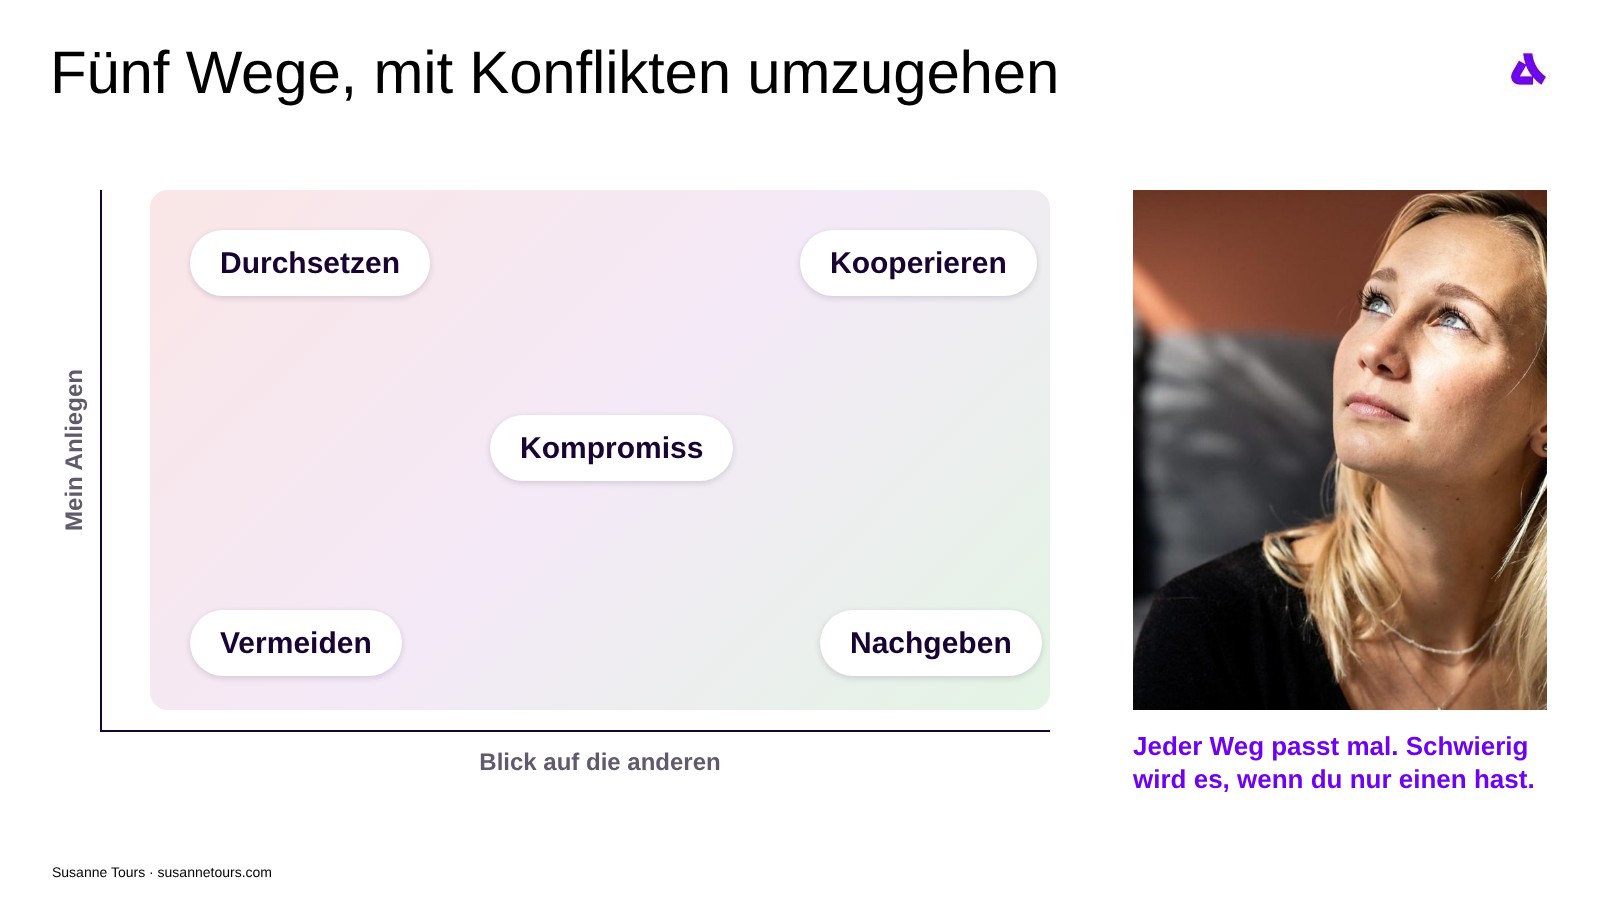 Fünf Wege, mit Konflikten umzugehen
Durchsetzen
Kooperieren
Mein Anliegen
Kompromiss
Vermeiden
Nachgeben
Blick auf die anderen
Jeder Weg passt mal. Schwierig
wird es, wenn du nur einen hast.
Susanne Tours · susannetours.com